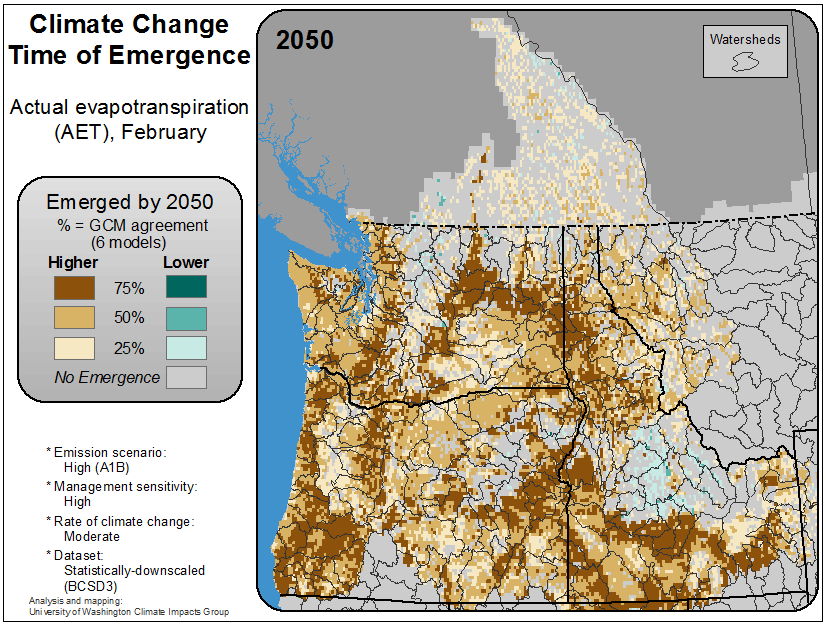 Climate Change
Time of Emergence
Actual evapotranspiration
(AET), February
Emerged by 2050
% = GCM agreement
(6 models)
Higher Lower
75%
50%
25%
No Emergence
* Emission scenario:
High (A1B)
* Management sensitivity:
High
* Rate of climate change:
Moderate
* Dataset:
Statistically-downscaled
(BCSD3)
Analysis and mapping:
University of Washington Climate Impacts Group
2050
Watersheds